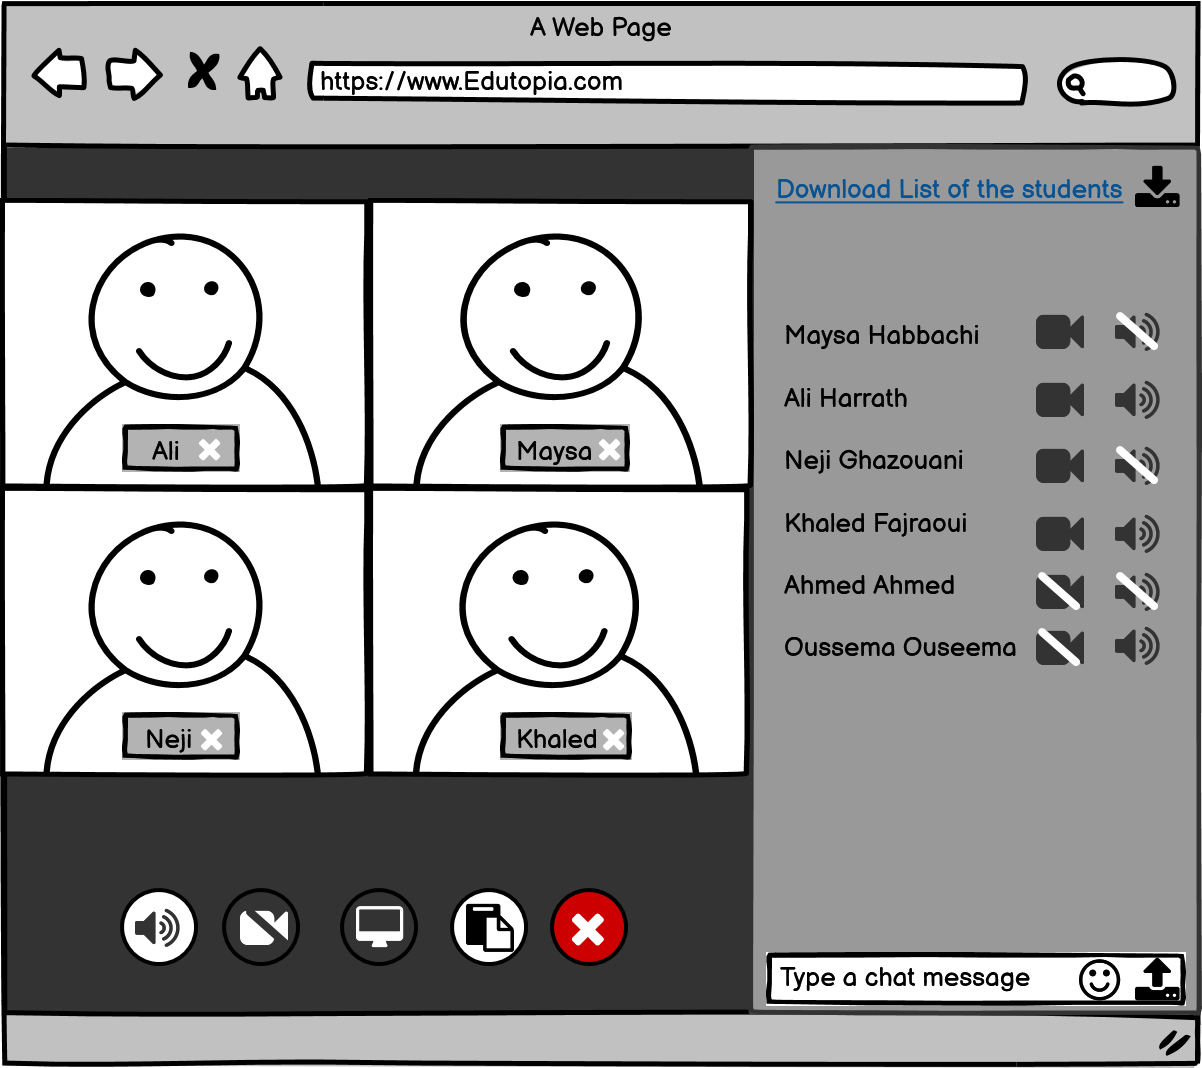 A Web Page
https://www.Edutopia.com
Download List of the students
Maysa Habbachi
Ali Harrath
Neji Ghazouani
Khaled Fajraoui
Ahmed Ahmed
Oussema Ouseema
Ali
Maysa
Neji
Khaled
Type a chat message